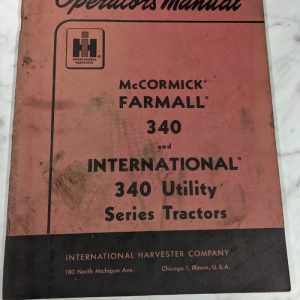 Operators Manual
IH
INTERNATIONAL
HARVESTER
McCORMICK®
FARMALL®
340
and
INTERNATIONAL®
340 Utility
Series Tractors
INTERNATIONAL HARVESTER COMPANY
180 North Michigan Ave. Chicago 1, Illinois, U. S. A.